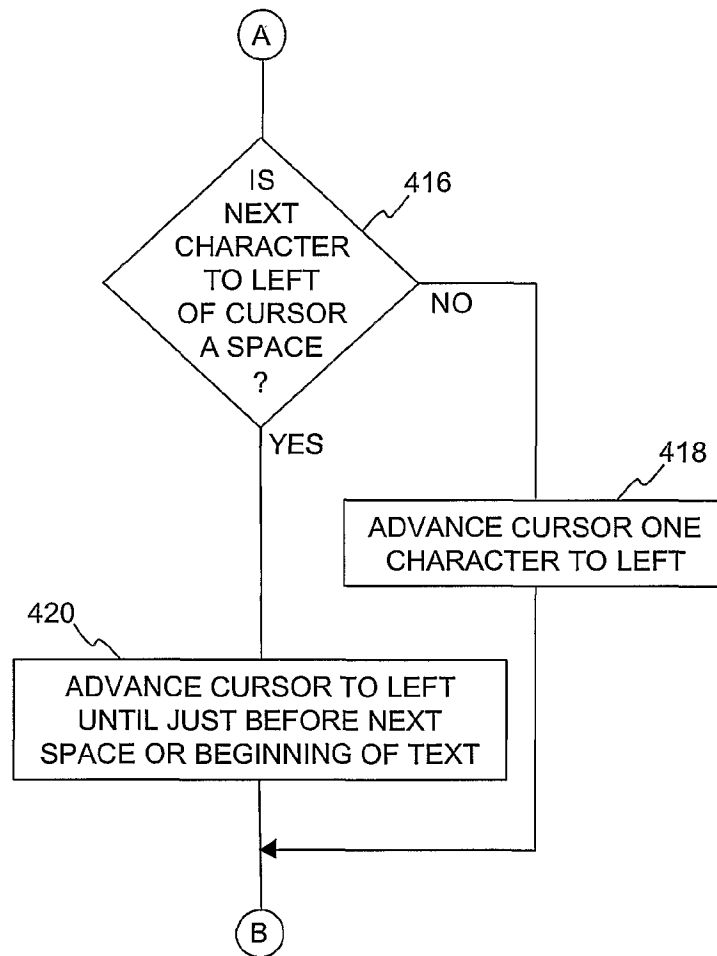 A
IS
NEXT
CHARACTER
TO LEFT
OF CURSOR
A SPACE
?
416
NO
YES
418
ADVANCE CURSOR ONE
CHARACTER TO LEFT
420
ADVANCE CURSOR TO LEFT
UNTIL JUST BEFORE NEXT
SPACE OR BEGINNING OF TEXT
B